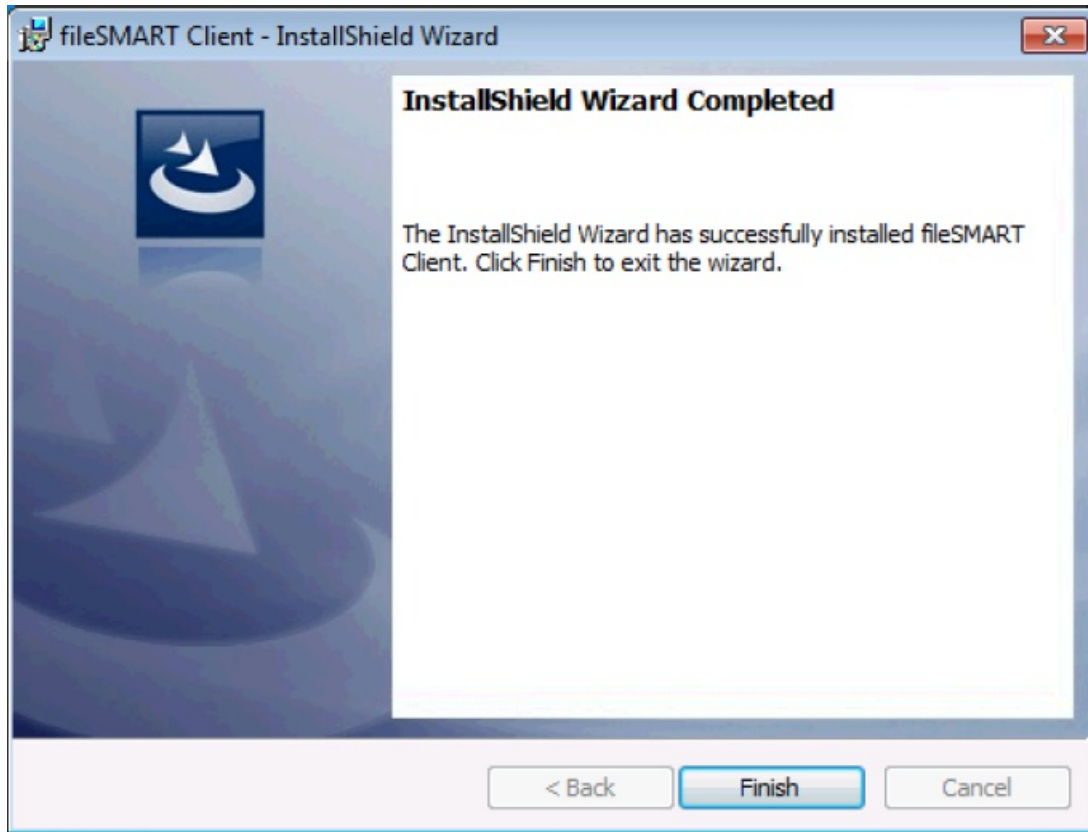 fileSMART Client - InstallShield Wizard
InstallShield Wizard Completed
The InstallShield Wizard has successfully installed fileSMART
Client. Click Finish to exit the wizard.
< Back
Finish
Cancel